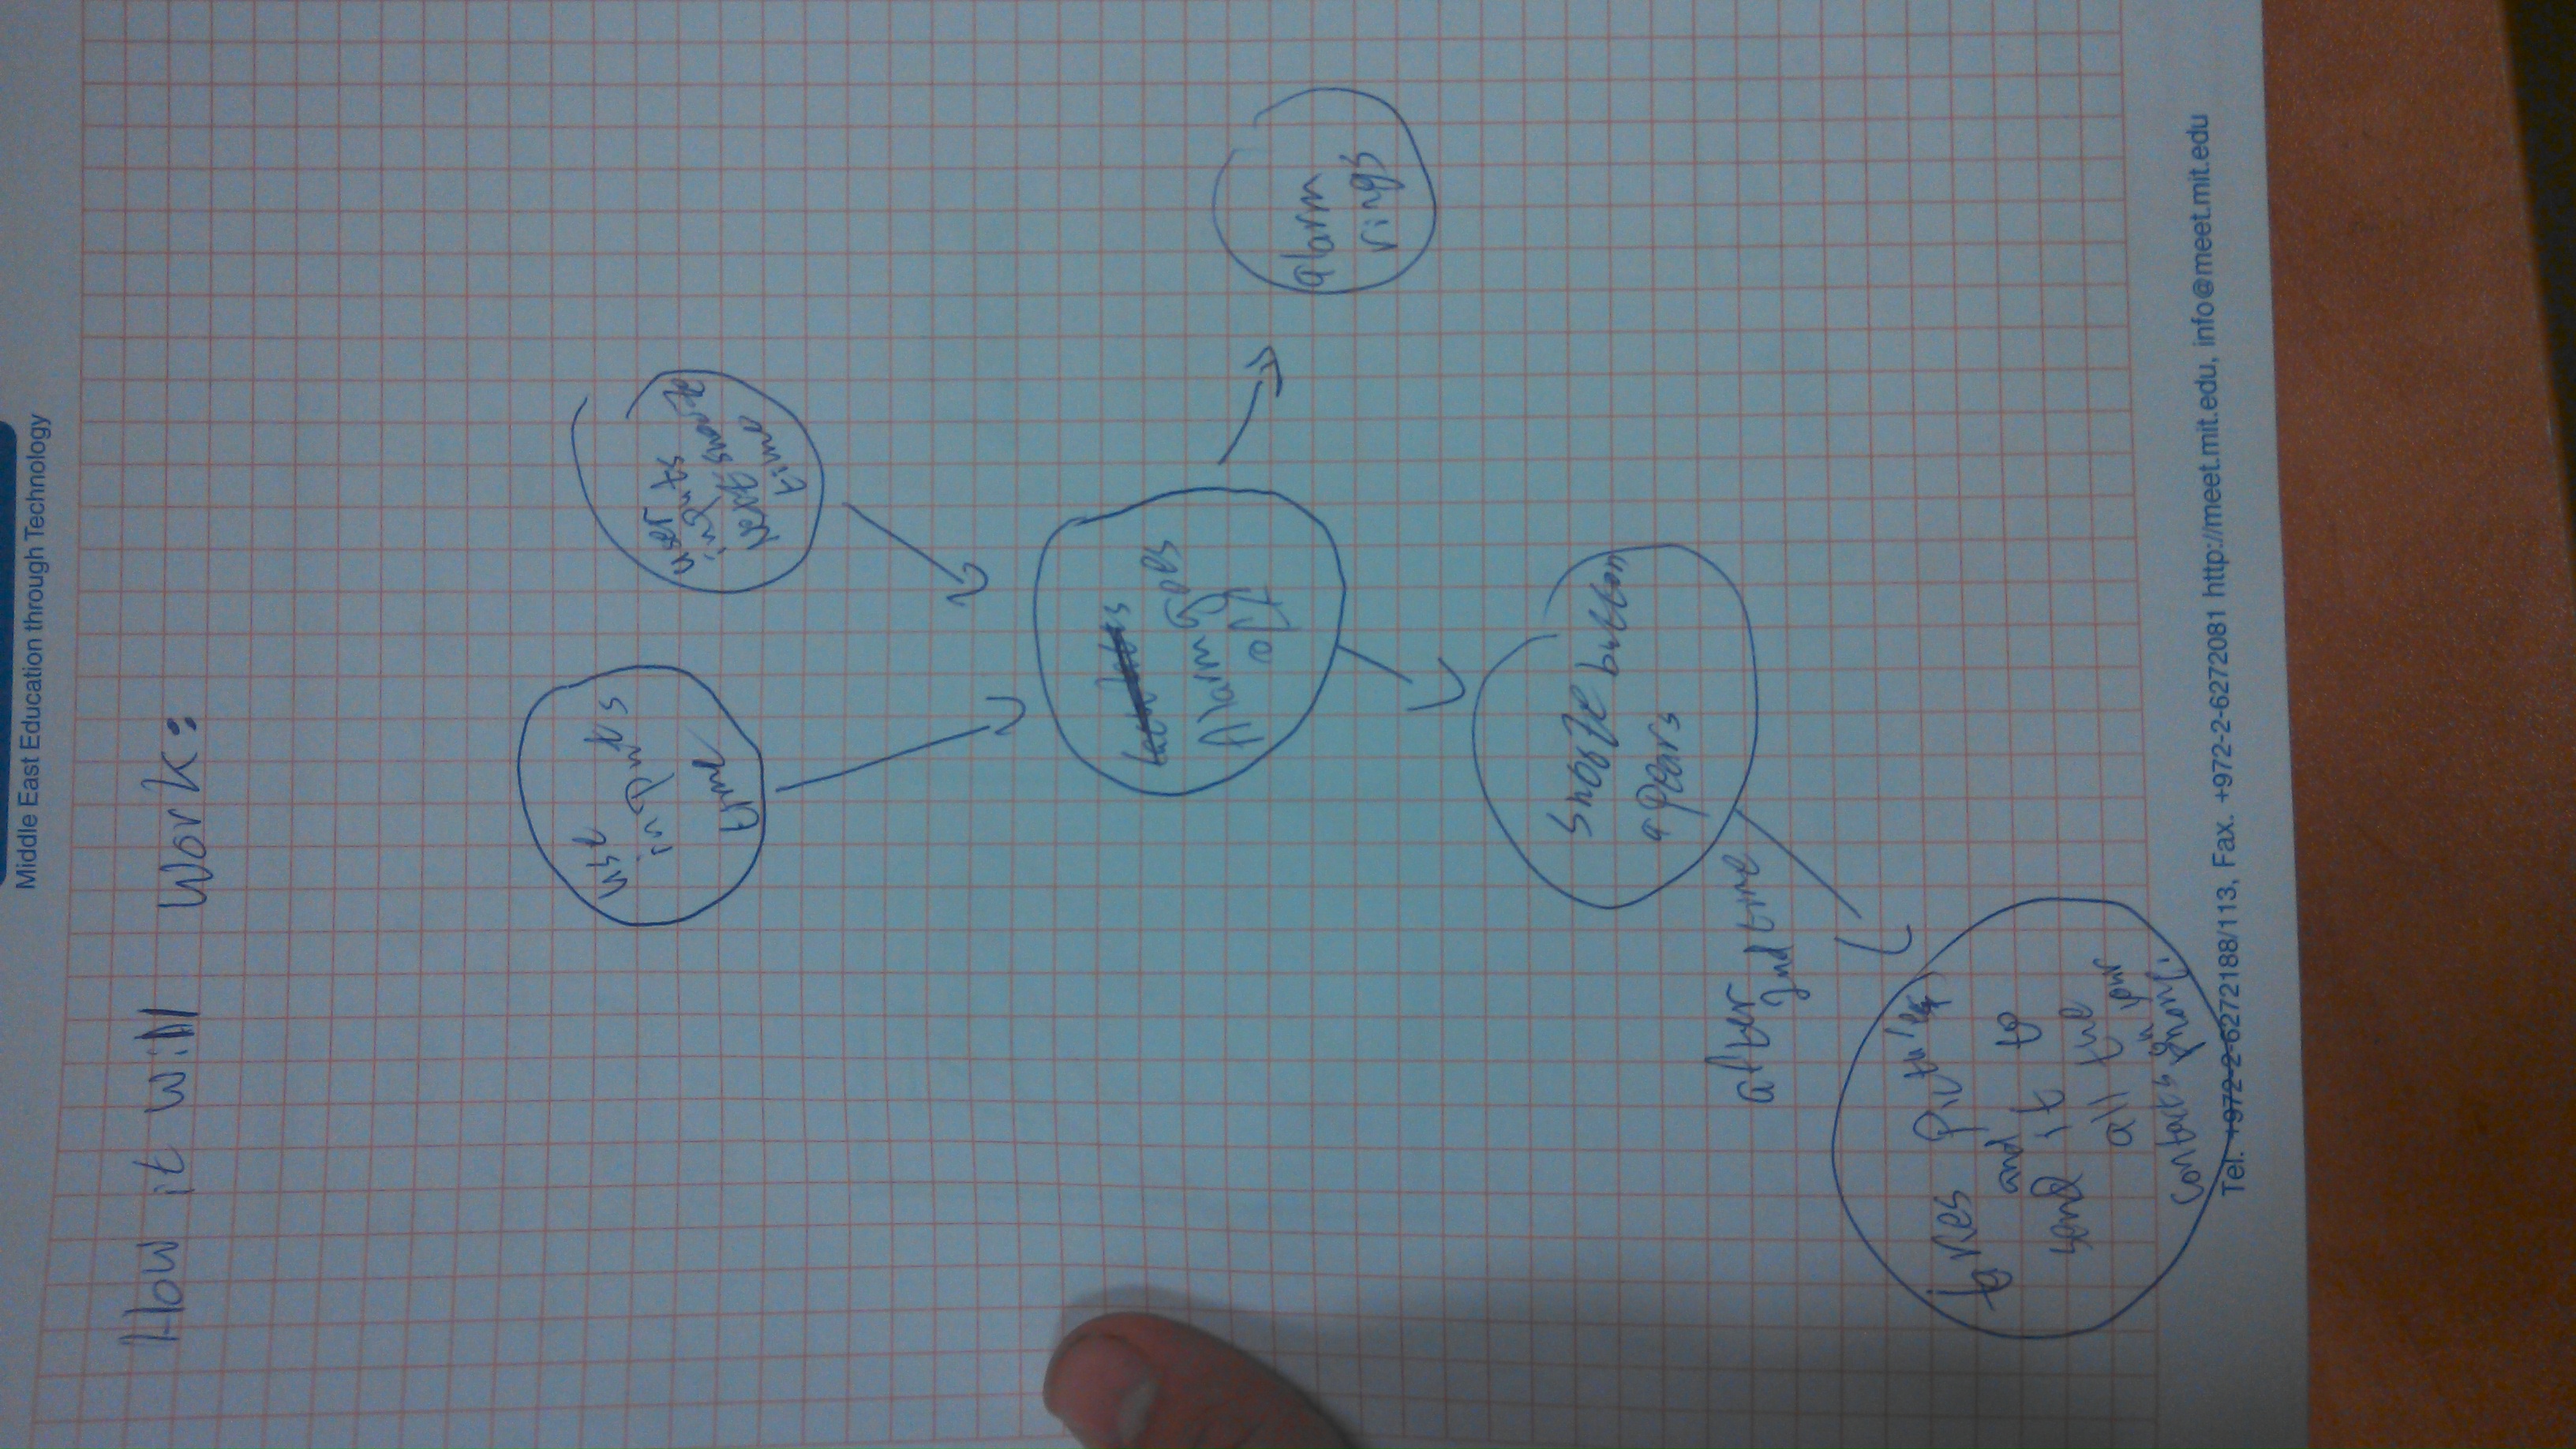 Middle East Education through Technology
How it will work:
use
inputs
time
user
inputs
Next snooze
time
Alarm goes
off
alarm
rings
snooze button
apears
after
2nd time
takes pictures
and
send it to
all the
contacts on your
phone.
Tel. +972-2-6272188/113, Fax. +972-2-6272081 http://meet.mit.edu, info@meet.mit.edu